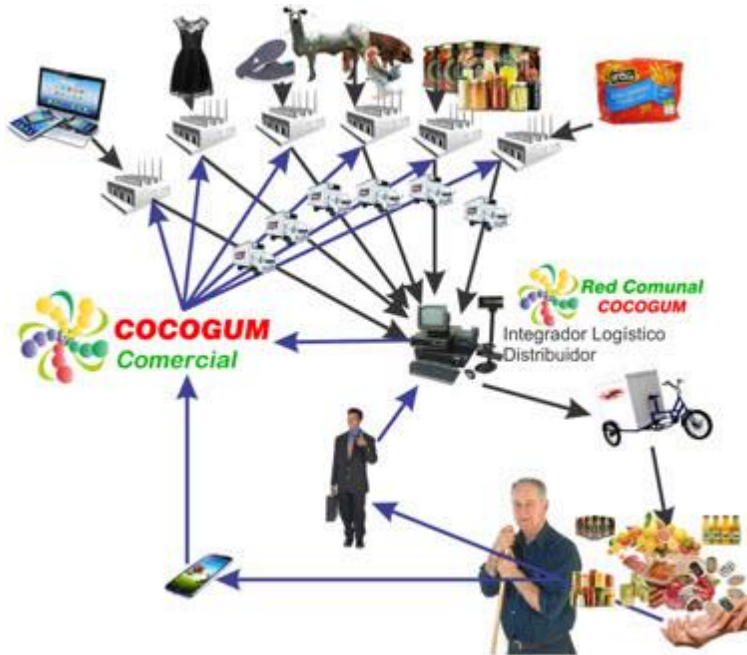 Red Comunal
COCOGUM
Integrador Logístico
Distribuidor
COCOGUM
Comercial